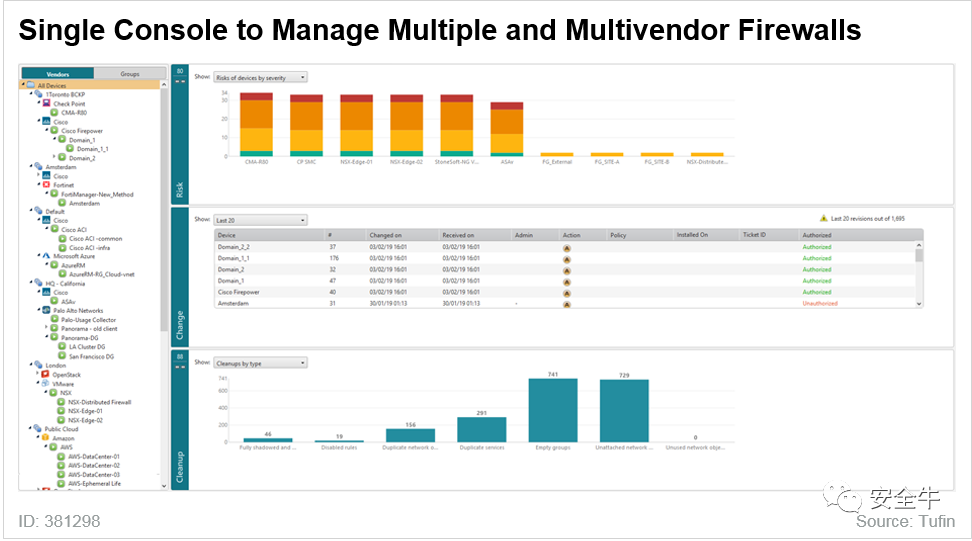 Single Console to Manage Multiple and Multivendor Firewalls
Vendors Groups
All Devices
1Toronto BCKP
Check Point
CMA-R80
Cisco
Cisco Firepower
Domain_1
Domain_1_1
Domain_2
Amsterdam
Cisco
Fortinet
FortiManager-New_Method
Amsterdam
Default
Cisco
Cisco ACI
Cisco ACI -common
Cisco ACI -infra
Microsoft Azure
AzureRM
AzureRM-RG_Cloud-vnet
HQ - California
Cisco
ASAv
Palo Alto Networks
Palo-Usage Collector
Panorama - old client
Panorama-DG
LA Cluster DG
San Francisco DG
London
OpenStack
VMware
NSX
NSX-Distributed Firewall
NSX-Edge-01
NSX-Edge-02
Public Cloud
Amazon
AWS
AWS-DataCenter-01
AWS-DataCenter-02
AWS-DataCenter-03
AWS-Ephemeral Life
80
Risk
Show: Risks of devices by severity
34
30
20
10
0
CMA-R80 CP SMC NSX-Edge-01 NSX-Edge-02 StoneSoft-NG V... ASAv FG_External FG_SITE-A FG_SITE-B NSX-Distribute...
Change
Show: Last 20
Last 20 revisions out of 1,695
Device # Changed on Received on Admin Action Policy Installed On Ticket ID Authorized
Domain_2_2 37 03/02/19 16:01 03/02/19 16:01 Authorized
Domain_1_1 176 03/02/19 16:01 03/02/19 16:01 Authorized
Domain_2 32 03/02/19 16:01 03/02/19 16:01 Authorized
Domain_1 47 03/02/19 16:01 03/02/19 16:01 Authorized
Cisco Firepower 40 03/02/19 16:01 03/02/19 16:01 Authorized
Amsterdam 31 30/01/19 01:13 30/01/19 01:13 - Unauthorized
88
Cleanup
Show: Cleanups by type
741
600
400
200
0
46 19 156 291 741 729 0
Fully shadowed and ... Disabled rules Duplicate network o... Duplicate services Empty groups Unattached network ... Unused network obje...
安全牛
ID: 381298
Source: Tufin